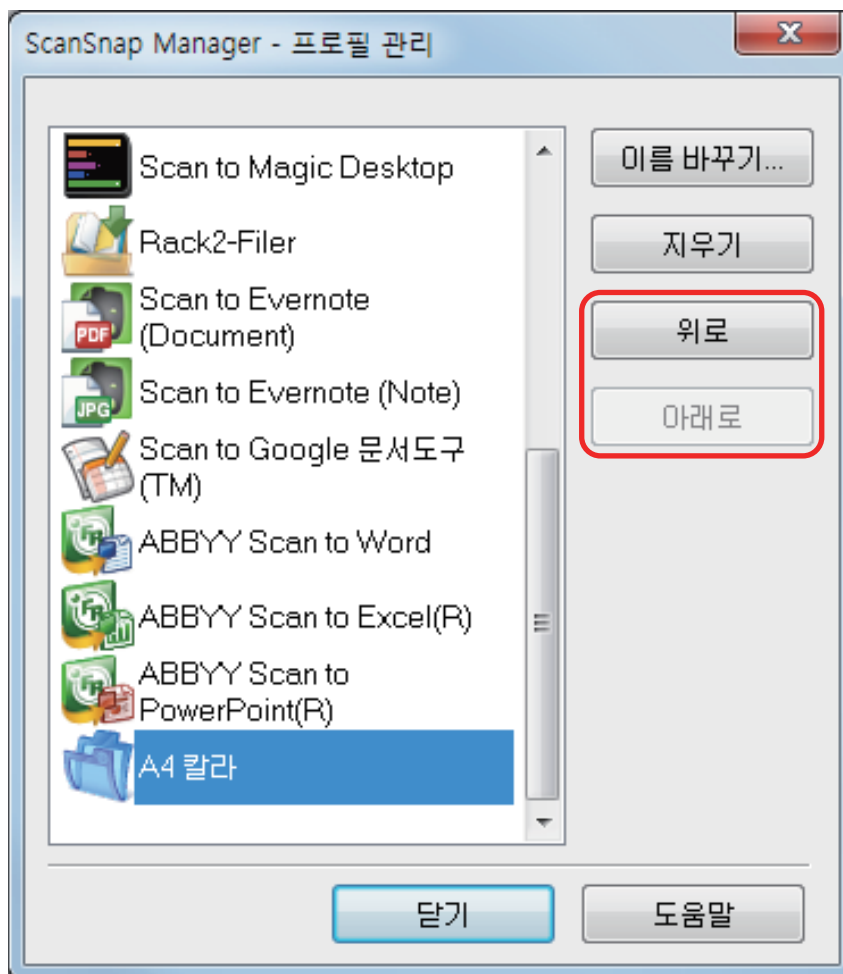 ScanSnap Manager - 프로필 관리
Scan to Magic Desktop
Rack2-Filer
Scan to Evernote
(Document)
PDF
Scan to Evernote (Note)
JPG
Scan to Google 문서도구
(TM)
ABBYY Scan to Word
ABBYY Scan to Excel(R)
ABBYY Scan to
PowerPoint(R)
A4 칼라
이름 바꾸기...
지우기
위로
아래로
닫기
도움말